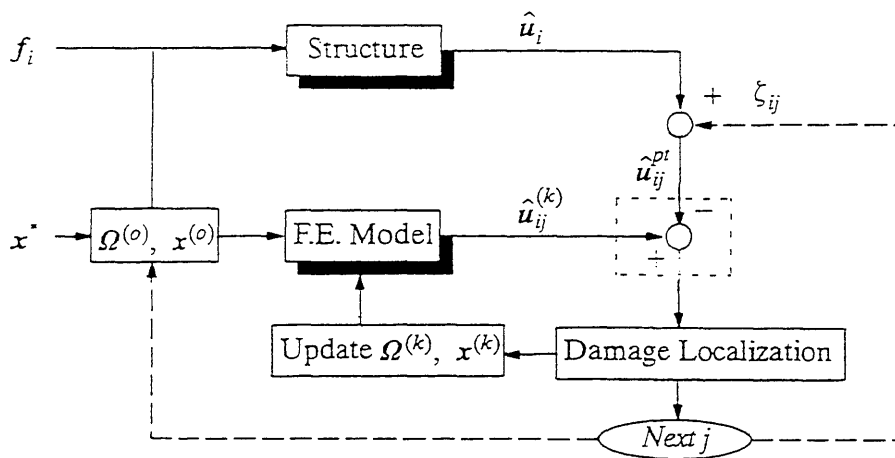 f_i
Structure
û_i
+
ζ_ij
û_ij^pt
x*
Ω^(o), x^(o)
F.E. Model
û_ij^(k)
−
+
Update Ω^(k), x^(k)
Damage Localization
Next j